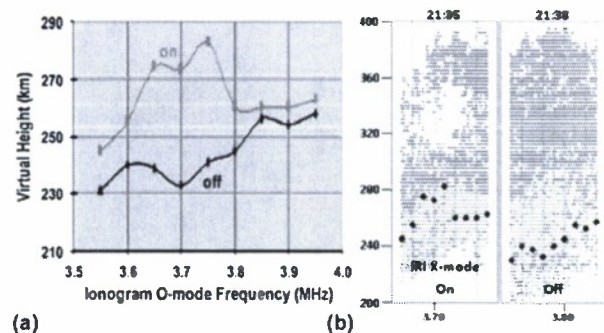 290
270
250
230
210
Virtual Height (km)
on
off
3.5 3.6 3.7 3.8 3.9 4.0
Ionogram O-mode Frequency (MHz)
(a)
21:35 21:38
400
360
320
280
240
200
X-mode
On Off
3.80
(b)